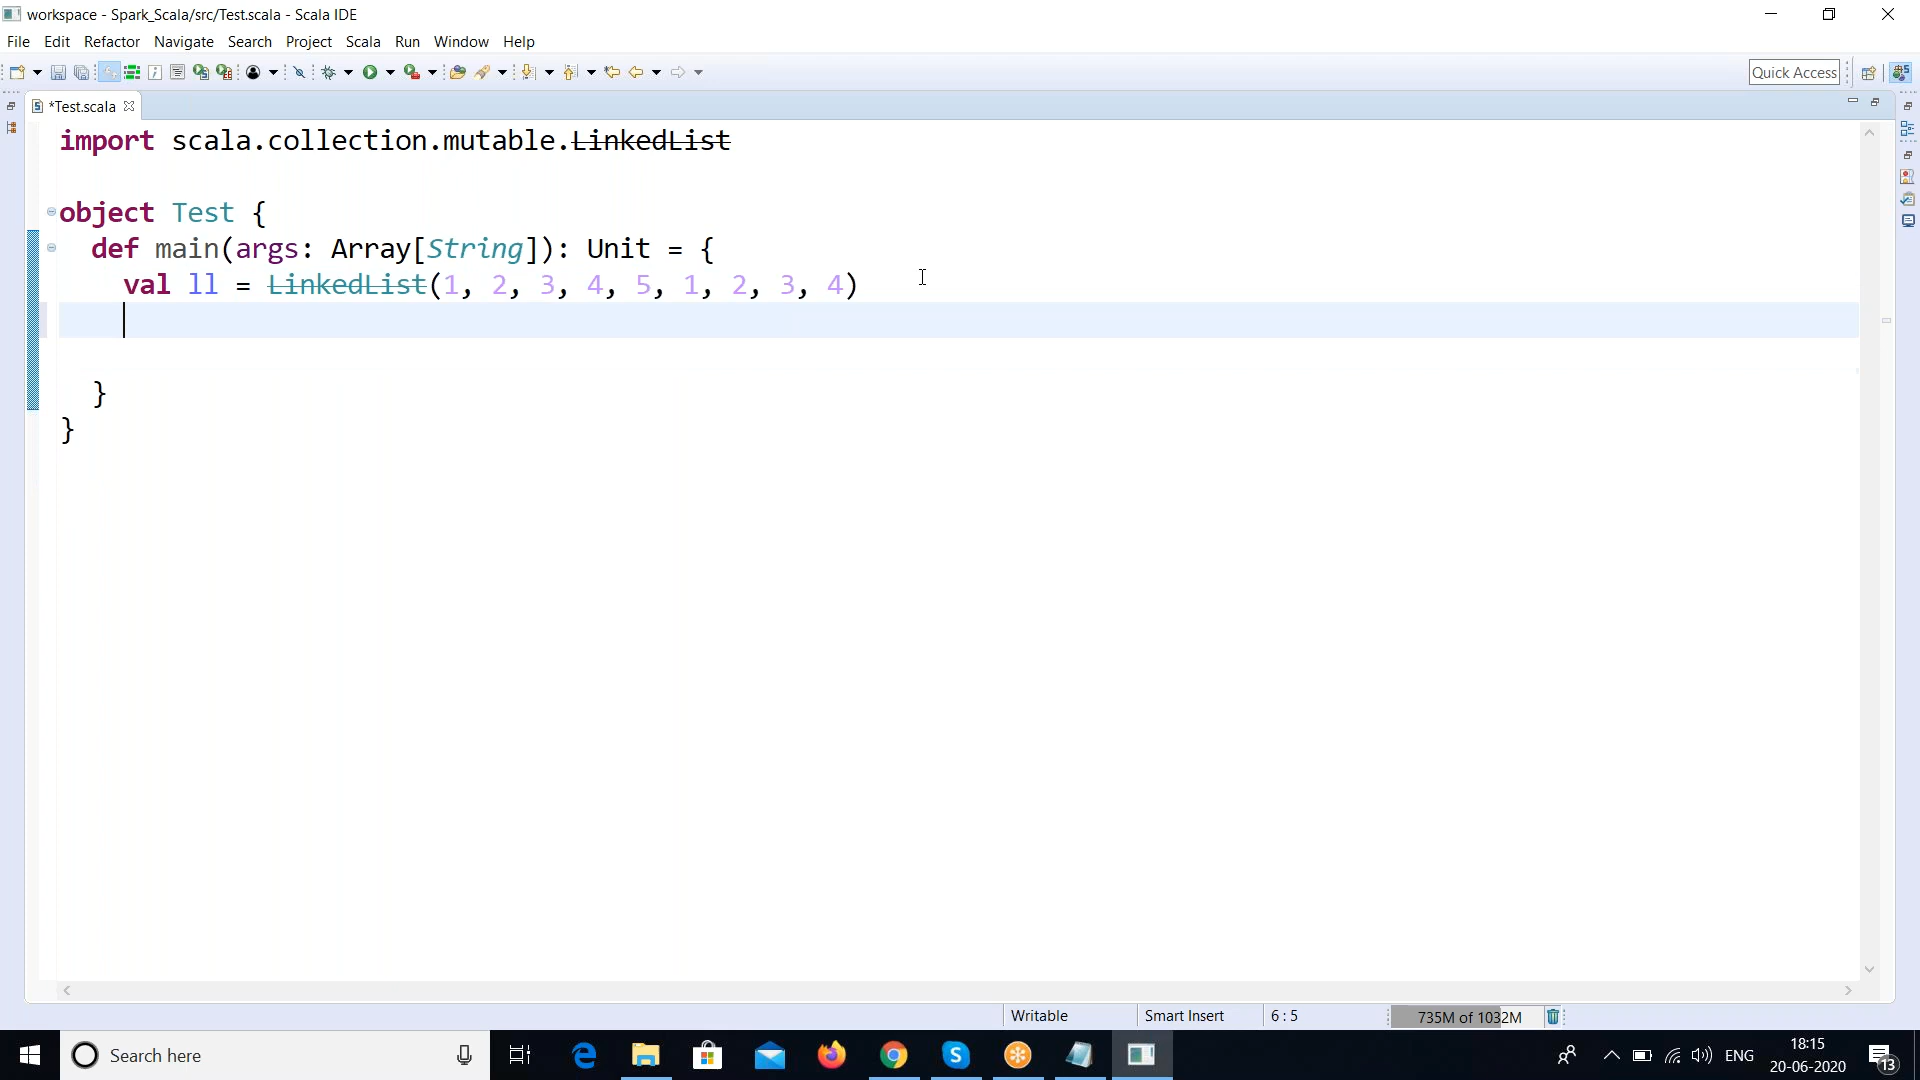 workspace - Spark_Scala/src/Test.scala - Scala IDE
File Edit Refactor Navigate Search Project Scala Run Window Help
Quick Access
*Test.scala
import scala.collection.mutable.LinkedList
object Test {
def main(args: Array[String]): Unit = {
val ll = LinkedList(1, 2, 3, 4, 5, 1, 2, 3, 4)
}
}
Writable Smart Insert 6 : 5 735M of 1032M
Search here
ENG
18:15
20-06-2020
13